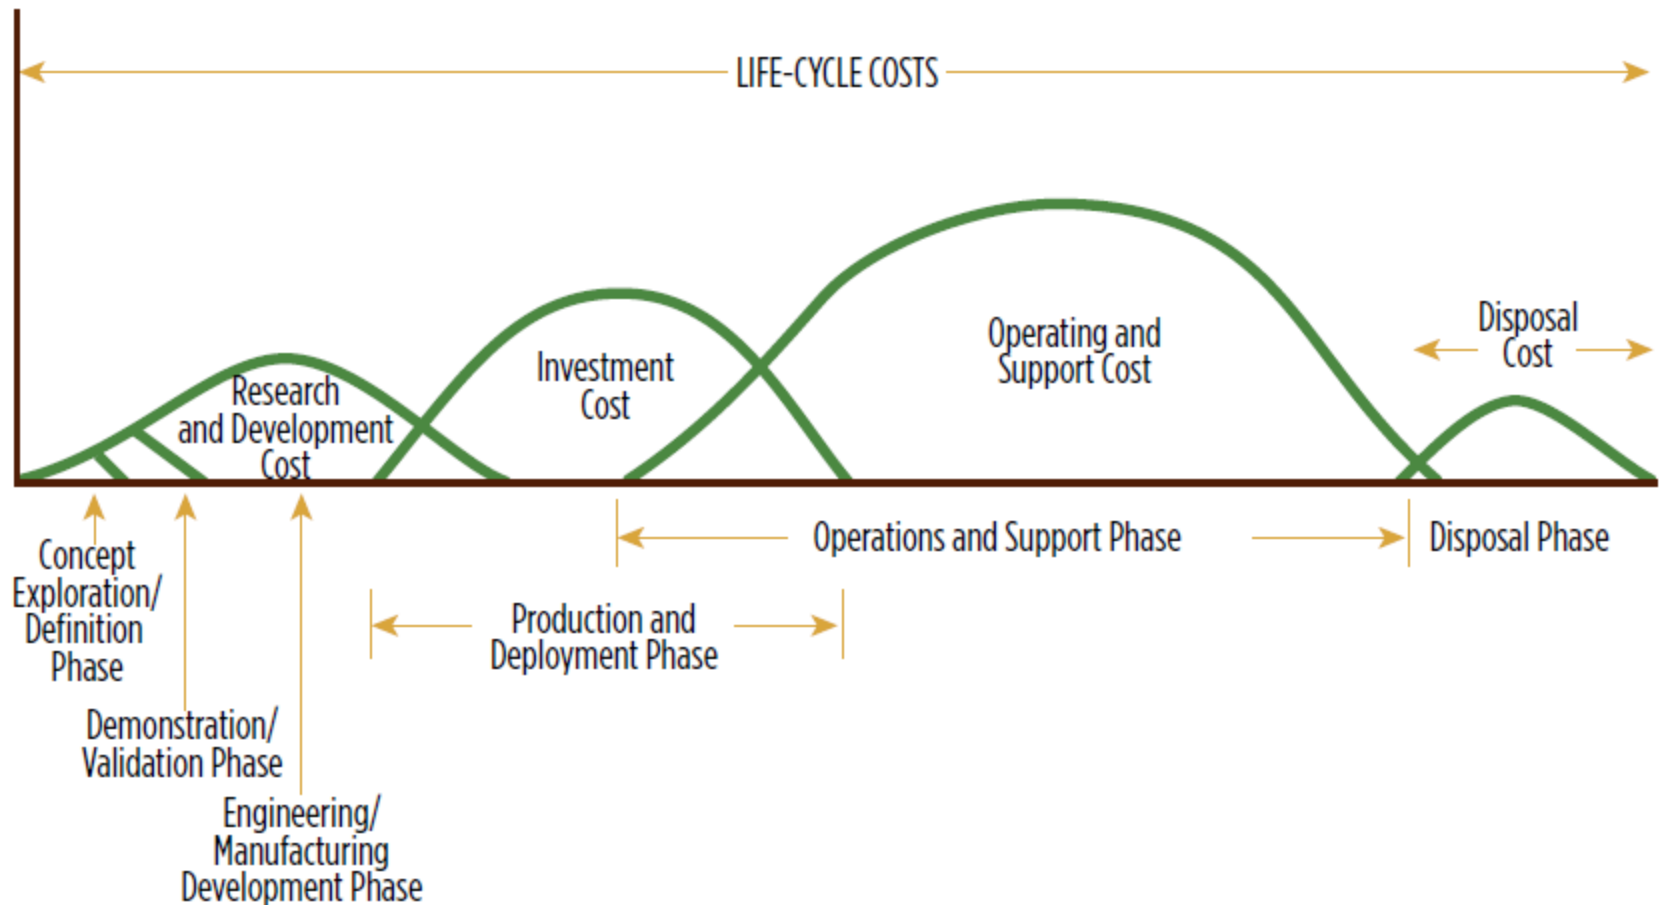 LIFE-CYCLE COSTS
Research
and Development
Cost
Investment
Cost
Operating and
Support Cost
Disposal
Cost
Concept
Exploration/
Definition
Phase
Demonstration/
Validation Phase
Engineering/
Manufacturing
Development Phase
Production and
Deployment Phase
Operations and Support Phase
Disposal Phase